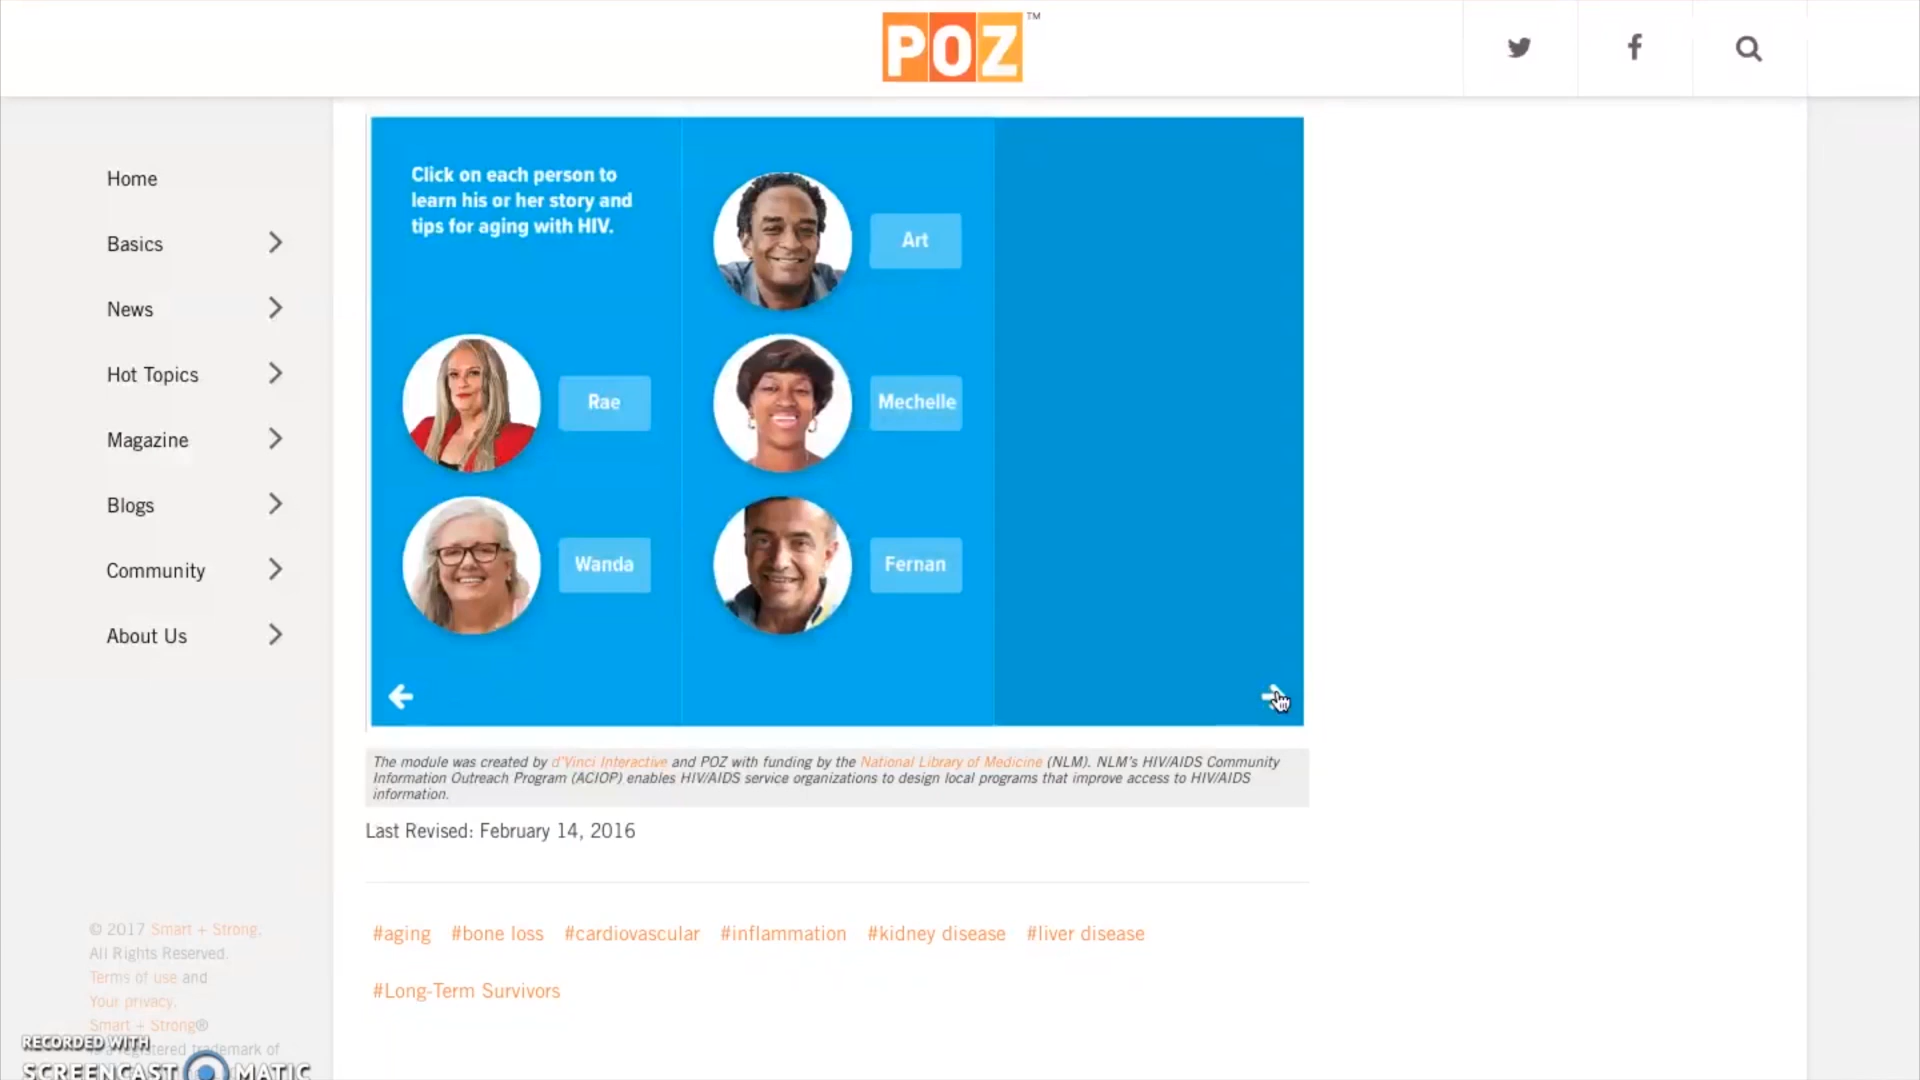 POZ™
Home
Basics
News
Hot Topics
Magazine
Blogs
Community
About Us
Click on each person to
learn his or her story and
tips for aging with HIV.
Art
Rae
Mechelle
Wanda
Fernan
The module was created by d'Vinci Interactive and POZ with funding by the National Library of Medicine (NLM). NLM's HIV/AIDS Community
Information Outreach Program (ACIOP) enables HIV/AIDS service organizations to design local programs that improve access to HIV/AIDS
information.
Last Revised: February 14, 2016
#aging #bone loss #cardiovascular #inflammation #kidney disease #liver disease
#Long-Term Survivors
© 2017 Smart + Strong.
All Rights Reserved.
Terms of use and
Your privacy.
Smart + Strong®
is a registered trademark of
RECORDED WITH
SCREENCAST MATIC